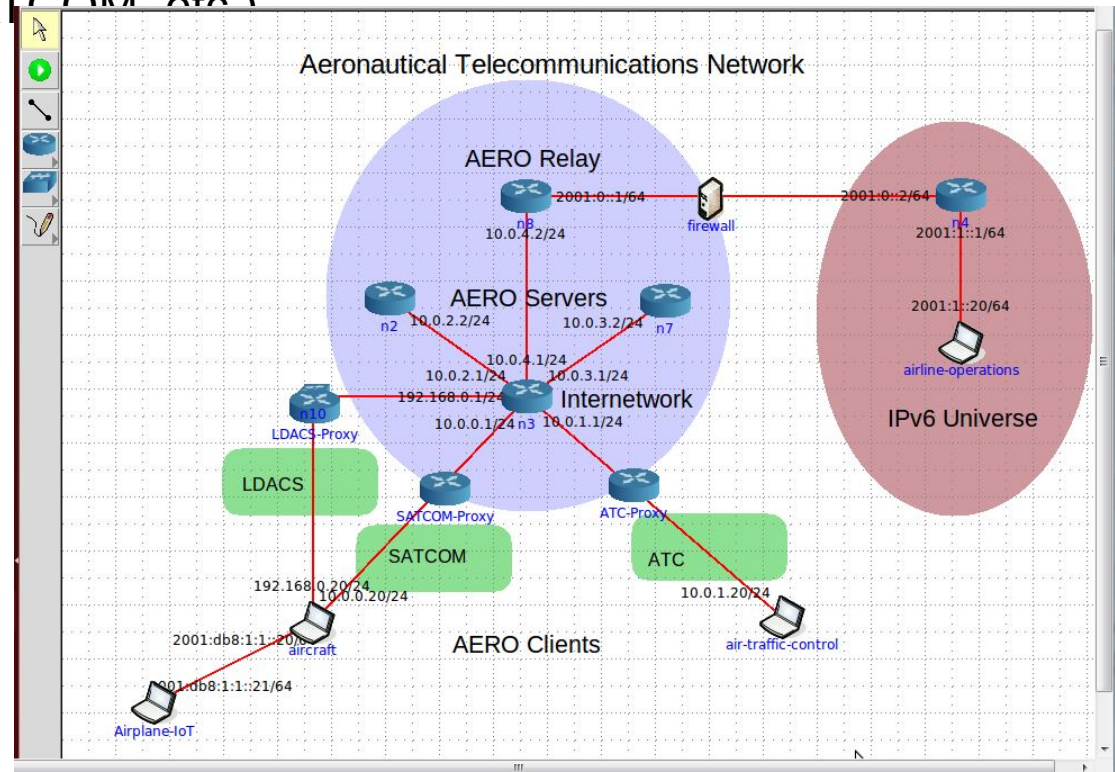 Aeronautical Telecommunications Network
AERO Relay
2001:0::1/64
2001:0::2/64
n8
firewall
n4
10.0.4.2/24
2001:1::1/64
AERO Servers
2001:1::20/64
n2
10.0.2.2/24
10.0.3.2/24
n7
10.0.4.1/24
airline-operations
10.0.2.1/24
10.0.3.1/24
192.168.0.1/24
Internetwork
n10
10.0.0.1/24
n3
10.0.1.1/24
IPv6 Universe
LDACS-Proxy
LDACS
SATCOM-Proxy
ATC-Proxy
SATCOM
ATC
192.168.0.20/24
10.0.0.20/24
10.0.1.20/24
2001:db8:1:1::20/
aircraft
AERO Clients
air-traffic-control
001:db8:1:1::21/64
Airplane-IoT